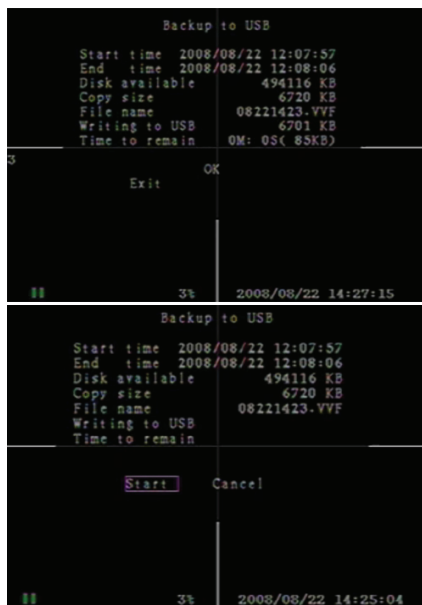 Backup to USB
Start time 2008/08/22 12:07:57
End time 2008/08/22 12:08:06
Disk available 494116 KB
Copy size 6720 KB
File name 08221423.VVF
Writing to USB 6701 KB
Time to remain 0M: 0S( 85KB)
3
OK
Exit
3% 2008/08/22 14:27:15
Backup to USB
Start time 2008/08/22 12:07:57
End time 2008/08/22 12:08:06
Disk available 494116 KB
Copy size 6720 KB
File name 08221423.VVF
Writing to USB
Time to remain
Start Cancel
3% 2008/08/22 14:25:04